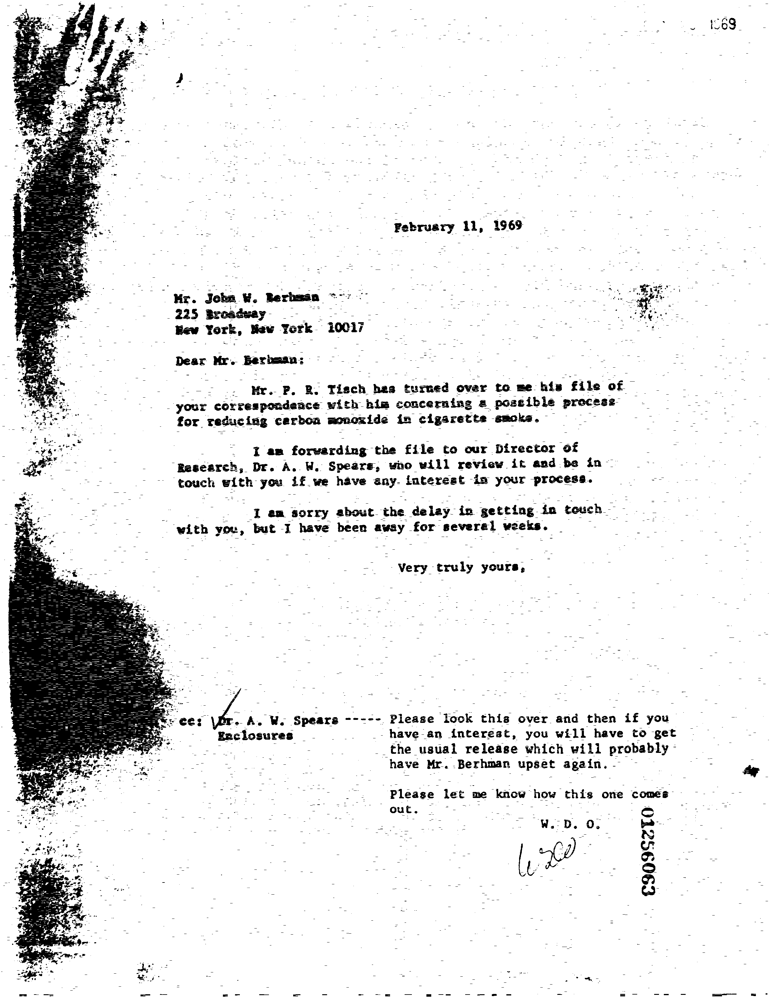 1969
February 11, 1969
Mr. John W. Berhman
225 Broadway
New York, New York 10017
Dear Mr. Berhman:
Mr. P. R. Tisch has turned over to me his file of
your correspondence with him concerning a possible process
for reducing carbon monoxide in cigarette smoke.
I am forwarding the file to our Director of
Research, Dr. A. W. Spears, who will review it and be in
touch with you if we have any interest in your process.
I am sorry about the delay in getting in touch
with you, but I have been away for several weeks.
Very truly yours,
cc: Dr. A. W. Spears ----- Please look this over and then if you
Enclosures have an interest, you will have to get
the usual release which will probably
have Mr. Berhman upset again.
Please let me know how this one comes
out.
W. D. O.
WDO
01256063